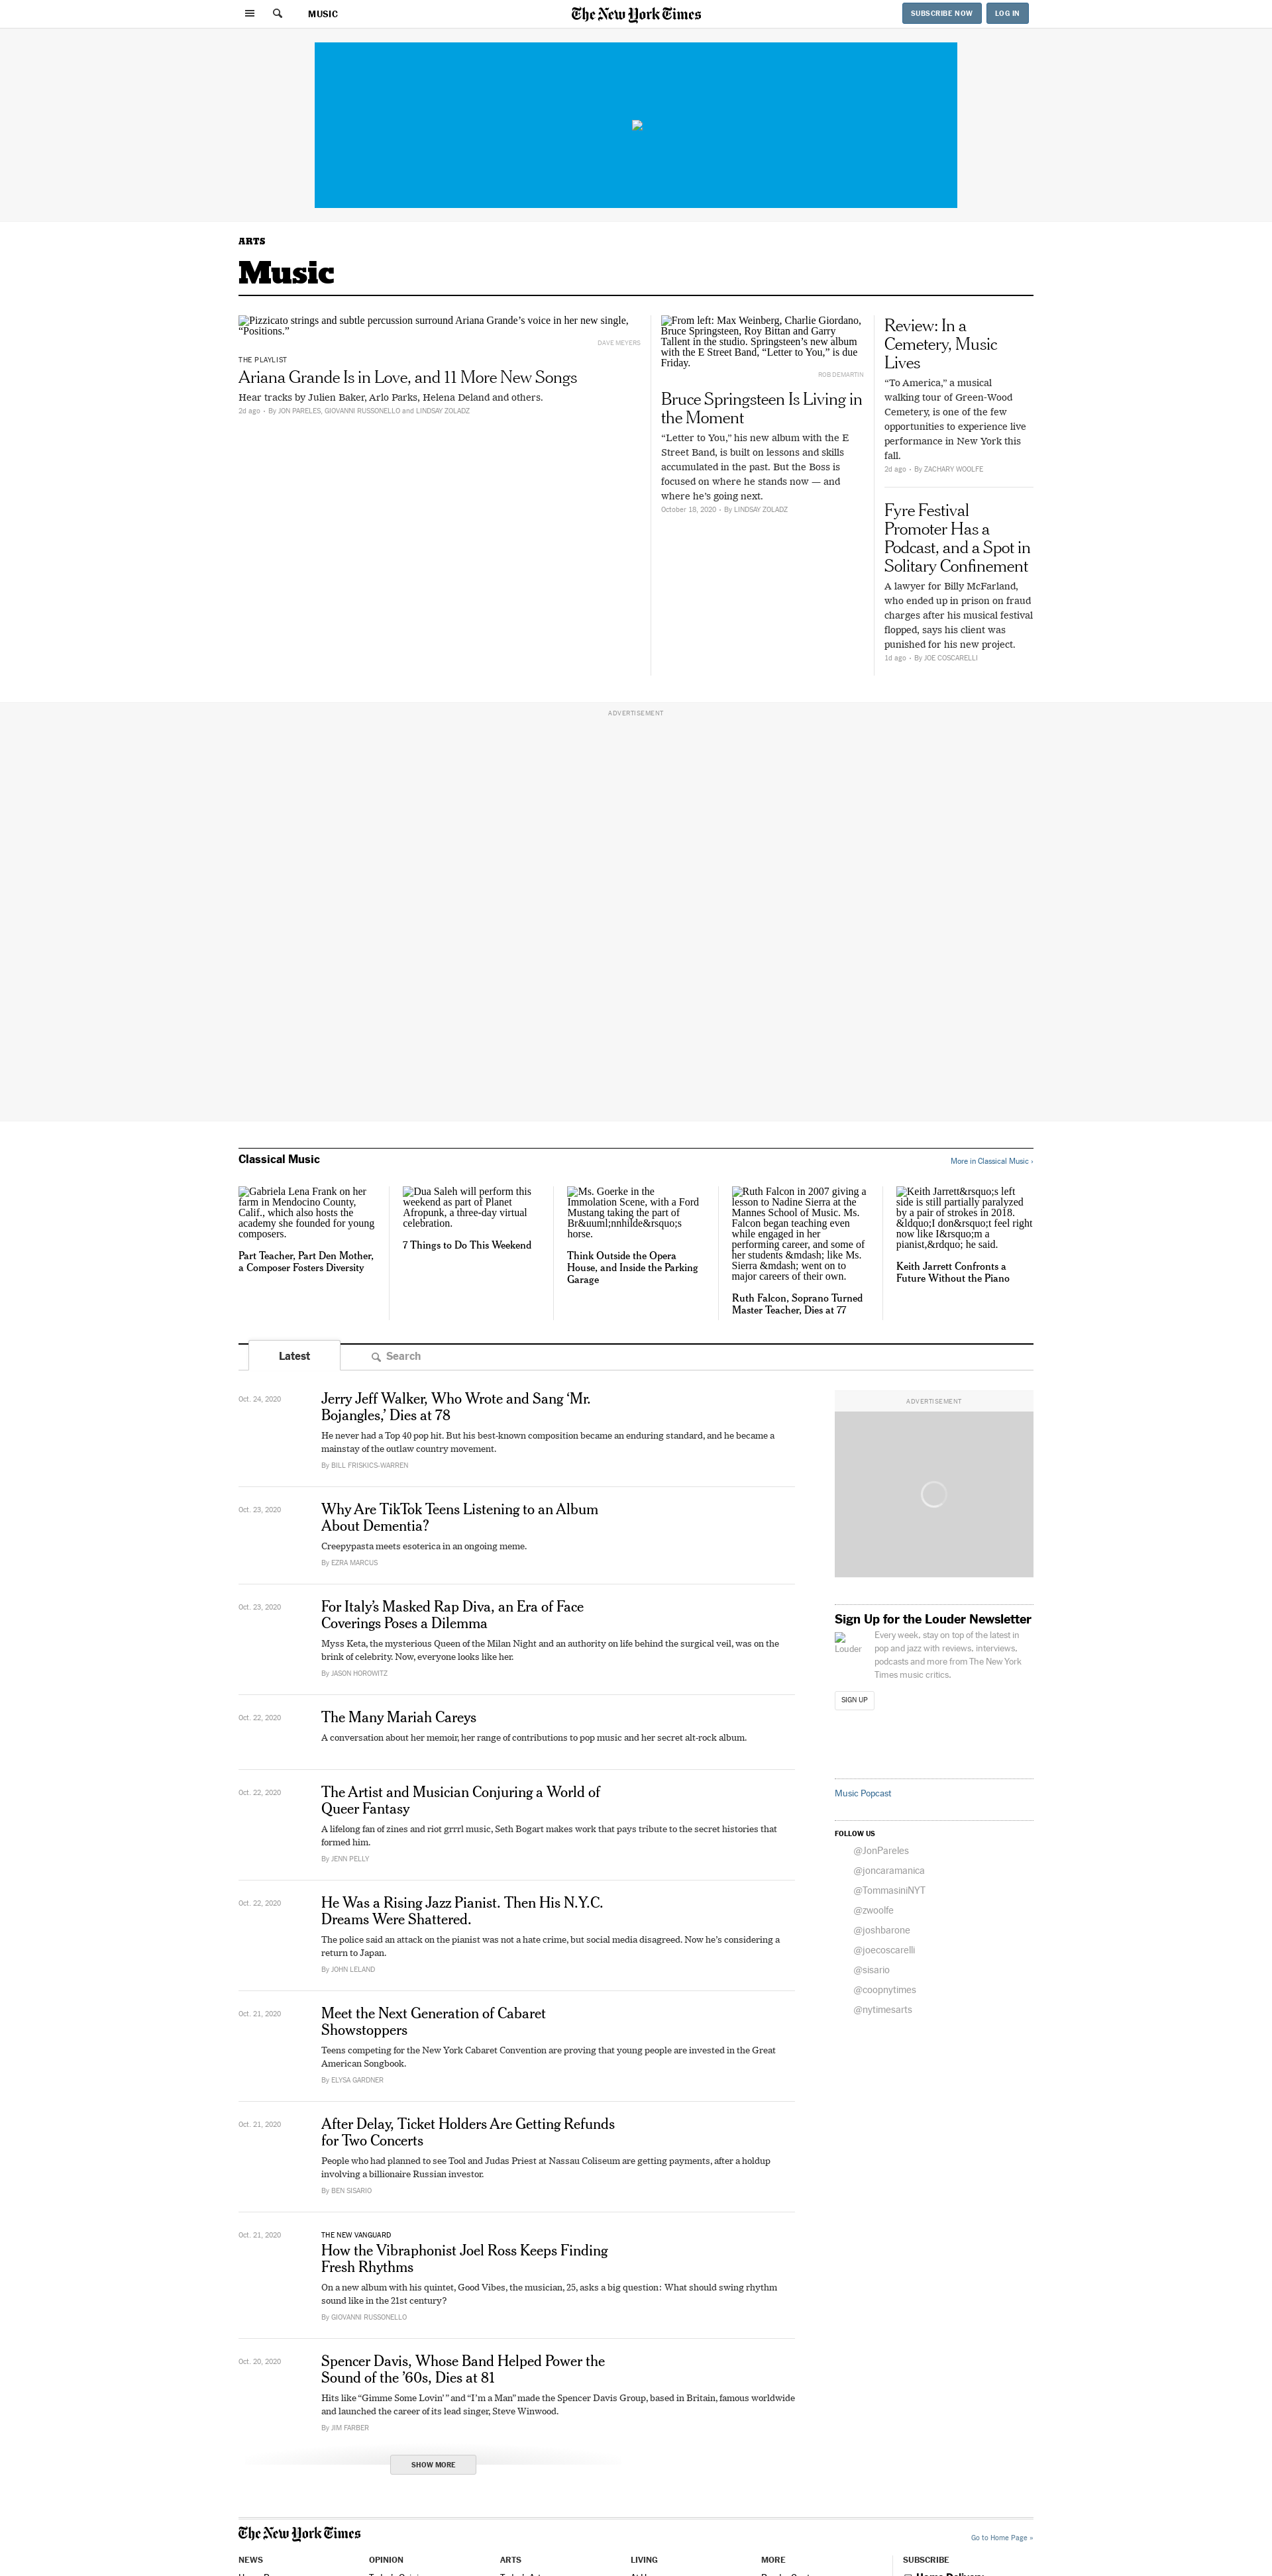 MUSIC
The New York Times
SUBSCRIBE NOW
LOG IN
ARTS
Music
Pizzicato strings and subtle percussion surround Ariana Grande’s voice in her new single,
“Positions.”
DAVE MEYERS
THE PLAYLIST
Ariana Grande Is in Love, and 11 More New Songs
Hear tracks by Julien Baker, Arlo Parks, Helena Deland and others.
2d ago • By JON PARELES, GIOVANNI RUSSONELLO and LINDSAY ZOLADZ
From left: Max Weinberg, Charlie Giordano,
Bruce Springsteen, Roy Bittan and Garry
Tallent in the studio. Springsteen’s new album
with the E Street Band, “Letter to You,” is due
Friday.
ROB DEMARTIN
Bruce Springsteen Is Living in
the Moment
“Letter to You,” his new album with the E
Street Band, is built on lessons and skills
accumulated in the past. But the Boss is
focused on where he stands now — and
where he’s going next.
October 18, 2020 • By LINDSAY ZOLADZ
Review: In a
Cemetery, Music
Lives
“To America,” a musical
walking tour of Green-Wood
Cemetery, is one of the few
opportunities to experience live
performance in New York this
fall.
2d ago • By ZACHARY WOOLFE
Fyre Festival
Promoter Has a
Podcast, and a Spot in
Solitary Confinement
A lawyer for Billy McFarland,
who ended up in prison on fraud
charges after his musical festival
flopped, says his client was
punished for his new project.
1d ago • By JOE COSCARELLI
ADVERTISEMENT
Classical Music
More in Classical Music ›
Gabriela Lena Frank on her
farm in Mendocino County,
Calif., which also hosts the
academy she founded for young
composers.
Part Teacher, Part Den Mother,
a Composer Fosters Diversity
Dua Saleh will perform this
weekend as part of Planet
Afropunk, a three-day virtual
celebration.
7 Things to Do This Weekend
Ms. Goerke in the
Immolation Scene, with a Ford
Mustang taking the part of
Br&uuml;nnhilde&rsquo;s
horse.
Think Outside the Opera
House, and Inside the Parking
Garage
Ruth Falcon in 2007 giving a
lesson to Nadine Sierra at the
Mannes School of Music. Ms.
Falcon began teaching even
while engaged in her
performing career, and some of
her students &mdash; like Ms.
Sierra &mdash; went on to
major careers of their own.
Ruth Falcon, Soprano Turned
Master Teacher, Dies at 77
Keith Jarrett&rsquo;s left
side is still partially paralyzed
by a pair of strokes in 2018.
&ldquo;I don&rsquo;t feel right
now like I&rsquo;m a
pianist,&rdquo; he said.
Keith Jarrett Confronts a
Future Without the Piano
Latest
Search
Oct. 24, 2020
Jerry Jeff Walker, Who Wrote and Sang ‘Mr.
Bojangles,’ Dies at 78
He never had a Top 40 pop hit. But his best-known composition became an enduring standard, and he became a
mainstay of the outlaw country movement.
By BILL FRISKICS-WARREN
Oct. 23, 2020
Why Are TikTok Teens Listening to an Album
About Dementia?
Creepypasta meets esoterica in an ongoing meme.
By EZRA MARCUS
Oct. 23, 2020
For Italy’s Masked Rap Diva, an Era of Face
Coverings Poses a Dilemma
Myss Keta, the mysterious Queen of the Milan Night and an authority on life behind the surgical veil, was on the
brink of celebrity. Now, everyone looks like her.
By JASON HOROWITZ
Oct. 22, 2020
The Many Mariah Careys
A conversation about her memoir, her range of contributions to pop music and her secret alt-rock album.
Oct. 22, 2020
The Artist and Musician Conjuring a World of
Queer Fantasy
A lifelong fan of zines and riot grrrl music, Seth Bogart makes work that pays tribute to the secret histories that
formed him.
By JENN PELLY
Oct. 22, 2020
He Was a Rising Jazz Pianist. Then His N.Y.C.
Dreams Were Shattered.
The police said an attack on the pianist was not a hate crime, but social media disagreed. Now he’s considering a
return to Japan.
By JOHN LELAND
Oct. 21, 2020
Meet the Next Generation of Cabaret
Showstoppers
Teens competing for the New York Cabaret Convention are proving that young people are invested in the Great
American Songbook.
By ELYSA GARDNER
Oct. 21, 2020
After Delay, Ticket Holders Are Getting Refunds
for Two Concerts
People who had planned to see Tool and Judas Priest at Nassau Coliseum are getting payments, after a holdup
involving a billionaire Russian investor.
By BEN SISARIO
Oct. 21, 2020
THE NEW VANGUARD
How the Vibraphonist Joel Ross Keeps Finding
Fresh Rhythms
On a new album with his quintet, Good Vibes, the musician, 25, asks a big question: What should swing rhythm
sound like in the 21st century?
By GIOVANNI RUSSONELLO
Oct. 20, 2020
Spencer Davis, Whose Band Helped Power the
Sound of the ’60s, Dies at 81
Hits like “Gimme Some Lovin’ ” and “I’m a Man” made the Spencer Davis Group, based in Britain, famous worldwide
and launched the career of its lead singer, Steve Winwood.
By JIM FARBER
SHOW MORE
ADVERTISEMENT
Sign Up for the Louder Newsletter
Louder
Every week, stay on top of the latest in
pop and jazz with reviews, interviews,
podcasts and more from The New York
Times music critics.
SIGN UP
Music Popcast
FOLLOW US
@JonPareles
@joncaramanica
@TommasiniNYT
@zwoolfe
@joshbarone
@joecoscarelli
@sisario
@coopnytimes
@nytimesarts
The New York Times
Go to Home Page »
NEWS
OPINION
ARTS
LIVING
MORE
SUBSCRIBE